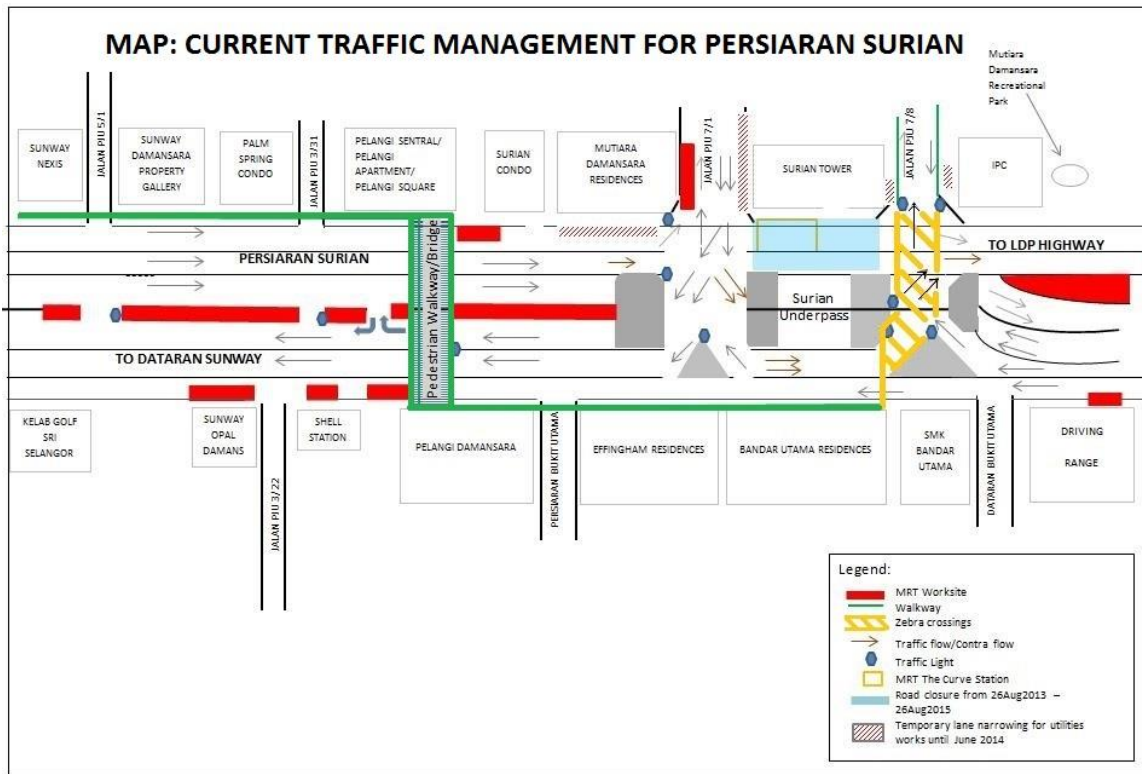 MAP: CURRENT TRAFFIC MANAGEMENT FOR PERSIARAN SURIAN
Mutiara
Damansara
Recreational
Park
JALAN PJU 5/1
JALAN PJU 3/31
JALAN PJU 7/1
JALAN PJU 7/8
SUNWAY
NEXIS
SUNWAY
DAMANSARA
PROPERTY
GALLERY
PALM
SPRING
CONDO
PELANGI SENTRAL/
PELANGI
APARTMENT/
PELANGI SQUARE
SURIAN
CONDO
MUTIARA
DAMANSARA
RESIDENCES
SURIAN TOWER
IPC
PERSIARAN SURIAN
Pedestrian Walkway/Bridge
TO LDP HIGHWAY
Surian
Underpass
TO DATARAN SUNWAY
KELAB GOLF
SRI
SELANGOR
SUNWAY
OPAL
DAMANS
SHELL
STATION
PELANGI DAMANSARA
EFFINGHAM RESIDENCES
BANDAR UTAMA RESIDENCES
SMK
BANDAR
UTAMA
DRIVING
RANGE
JALAN PJU 3/22
PERSIARAN BUKIT UTAMA
DATARAN BUKIT UTAMA
Legend:
MRT Worksite
Walkway
Zebra crossings
Traffic flow/Contra flow
Traffic Light
MRT The Curve Station
Road closure from 26Aug2013 –
26Aug2015
Temporary lane narrowing for utilities
works until June 2014